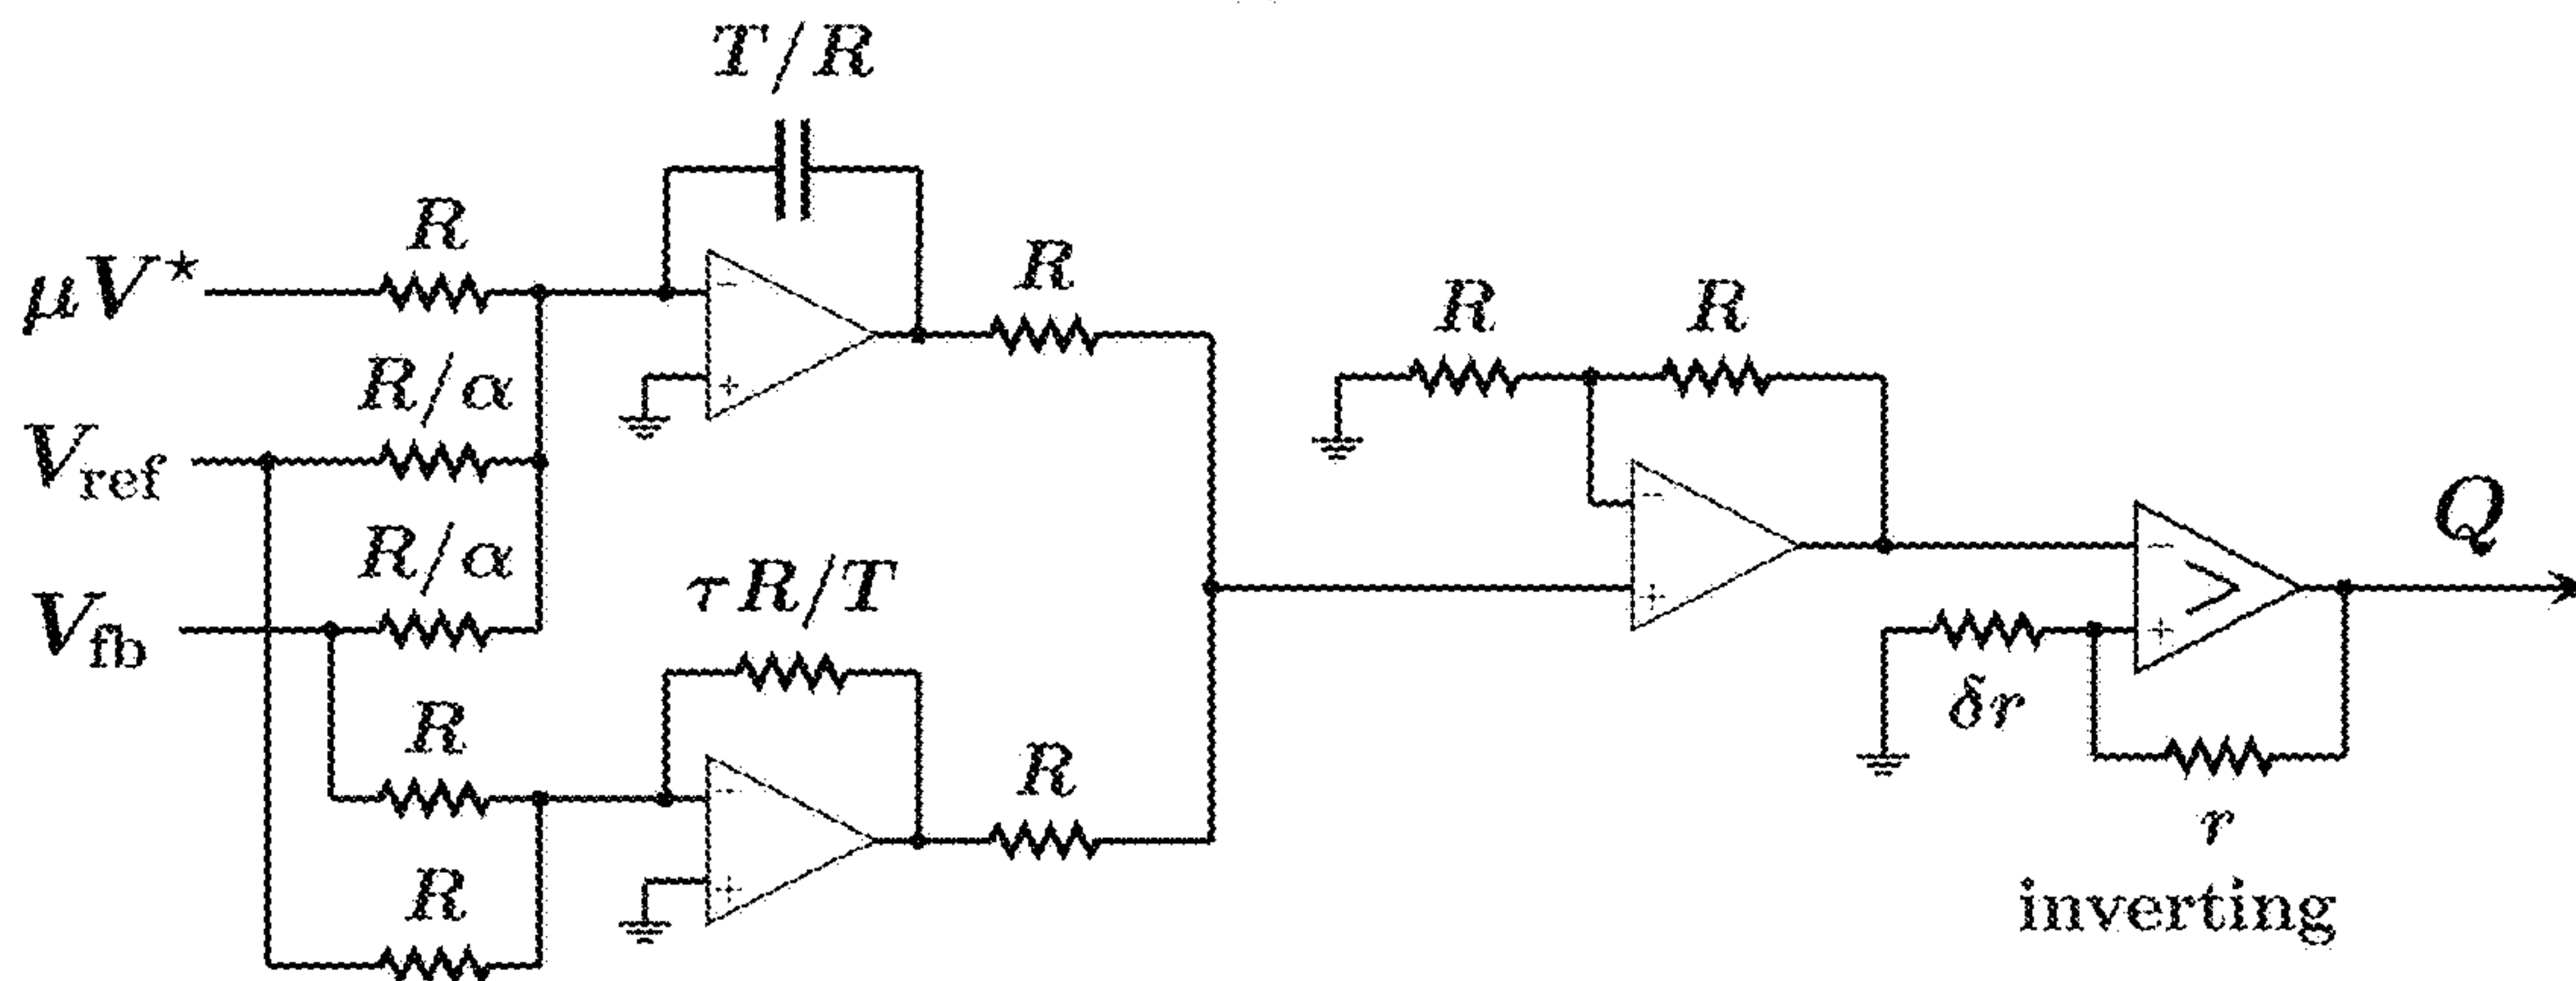 T/R
R
μV*
R
R
R
R/α
V_ref
Q
R/α
τR/T
V_fb
δr
R
R
r
R
inverting